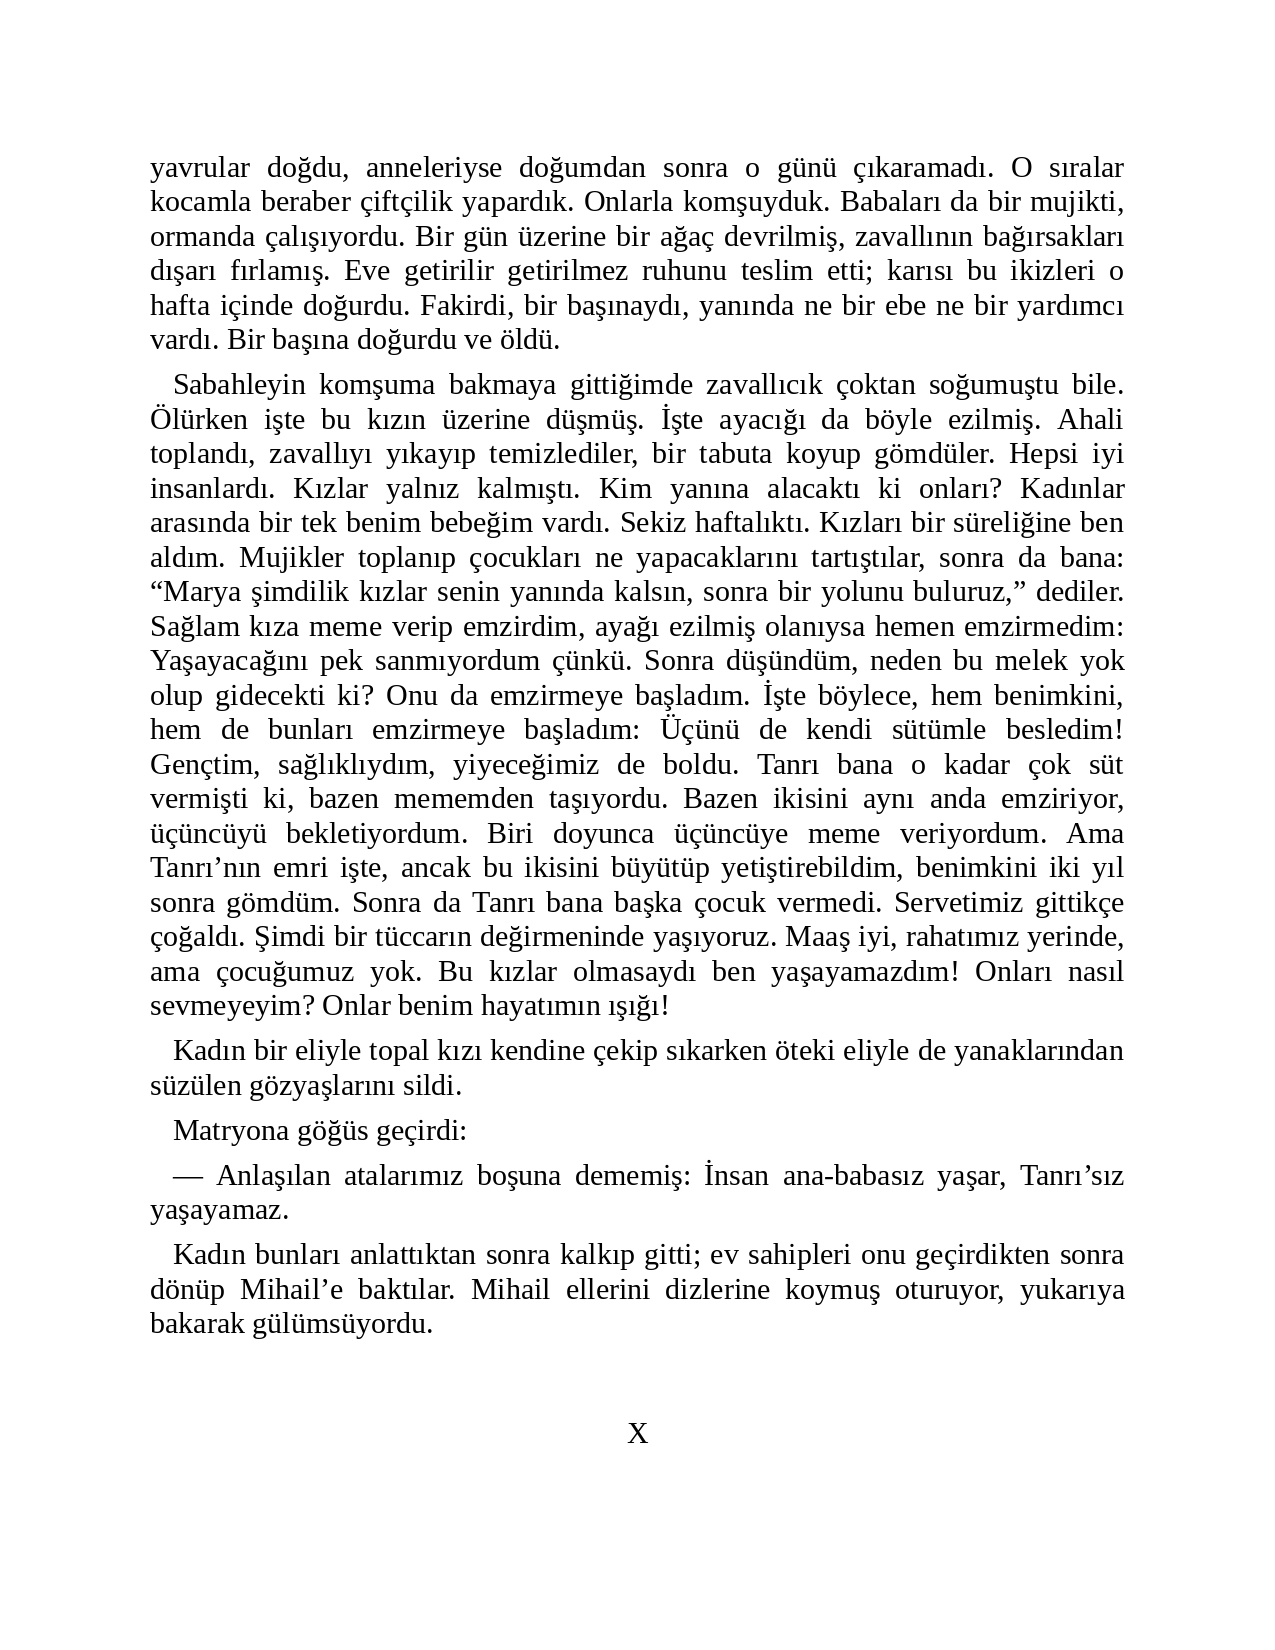 yavrular doğdu, anneleriyse doğumdan sonra o günü çıkaramadı. O sıralar
kocamla beraber çiftçilik yapardık. Onlarla komşuyduk. Babaları da bir mujikti,
ormanda çalışıyordu. Bir gün üzerine bir ağaç devrilmiş, zavallının bağırsakları
dışarı fırlamış. Eve getirilir getirilmez ruhunu teslim etti; karısı bu ikizleri o
hafta içinde doğurdu. Fakirdi, bir başınaydı, yanında ne bir ebe ne bir yardımcı
vardı. Bir başına doğurdu ve öldü.
Sabahleyin komşuma bakmaya gittiğimde zavallıcık çoktan soğumuştu bile.
Ölürken işte bu kızın üzerine düşmüş. İşte ayacığı da böyle ezilmiş. Ahali
toplandı, zavallıyı yıkayıp temizlediler, bir tabuta koyup gömdüler. Hepsi iyi
insanlardı. Kızlar yalnız kalmıştı. Kim yanına alacaktı ki onları? Kadınlar
arasında bir tek benim bebeğim vardı. Sekiz haftalıktı. Kızları bir süreliğine ben
aldım. Mujikler toplanıp çocukları ne yapacaklarını tartıştılar, sonra da bana:
“Marya şimdilik kızlar senin yanında kalsın, sonra bir yolunu buluruz,” dediler.
Sağlam kıza meme verip emzirdim, ayağı ezilmiş olanıysa hemen emzirmedim:
Yaşayacağını pek sanmıyordum çünkü. Sonra düşündüm, neden bu melek yok
olup gidecekti ki? Onu da emzirmeye başladım. İşte böylece, hem benimkini,
hem de bunları emzirmeye başladım: Üçünü de kendi sütümle besledim!
Gençtim, sağlıklıydım, yiyeceğimiz de boldu. Tanrı bana o kadar çok süt
vermişti ki, bazen mememden taşıyordu. Bazen ikisini aynı anda emziriyor,
üçüncüyü bekletiyordum. Biri doyunca üçüncüye meme veriyordum. Ama
Tanrı’nın emri işte, ancak bu ikisini büyütüp yetiştirebildim, benimkini iki yıl
sonra gömdüm. Sonra da Tanrı bana başka çocuk vermedi. Servetimiz gittikçe
çoğaldı. Şimdi bir tüccarın değirmeninde yaşıyoruz. Maaş iyi, rahatımız yerinde,
ama çocuğumuz yok. Bu kızlar olmasaydı ben yaşayamazdım! Onları nasıl
sevmeyeyim? Onlar benim hayatımın ışığı!
Kadın bir eliyle topal kızı kendine çekip sıkarken öteki eliyle de yanaklarından
süzülen gözyaşlarını sildi.
Matryona göğüs geçirdi:
— Anlaşılan atalarımız boşuna dememiş: İnsan ana-babasız yaşar, Tanrı’sız
yaşayamaz.
Kadın bunları anlattıktan sonra kalkıp gitti; ev sahipleri onu geçirdikten sonra
dönüp Mihail’e baktılar. Mihail ellerini dizlerine koymuş oturuyor, yukarıya
bakarak gülümsüyordu.
X